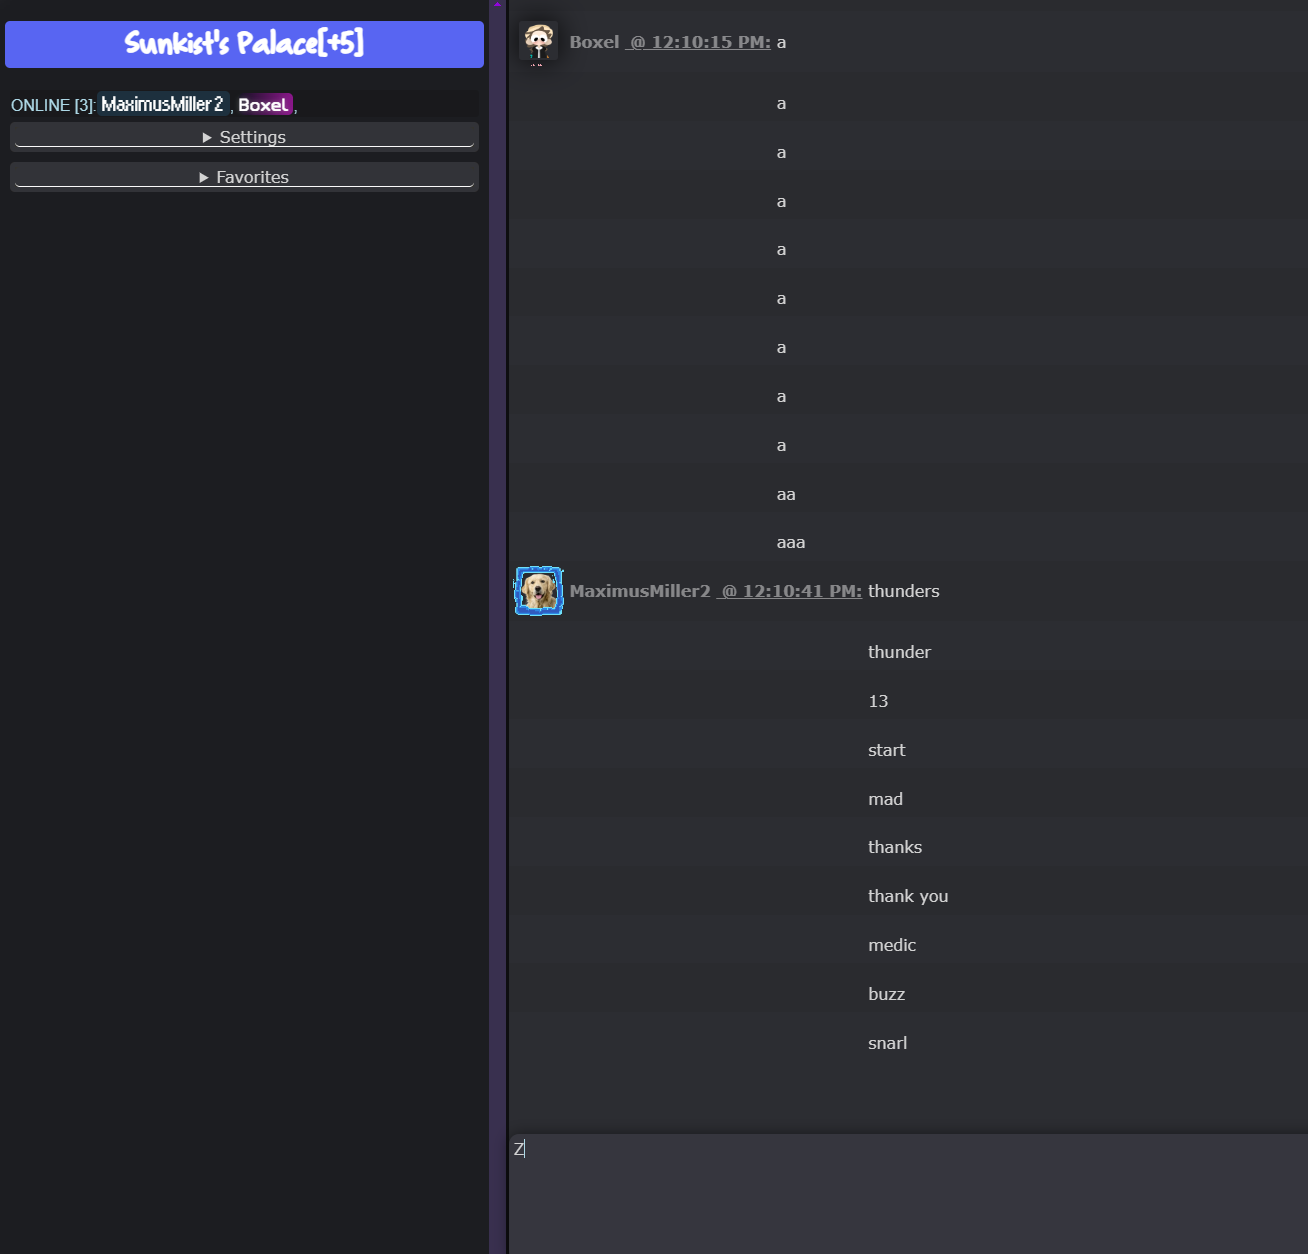 Sunkist's Palace[+5]
ONLINE [3]: MaximusMiller2 , Boxel ,
▶ Settings
▶ Favorites
Boxel @ 12:10:15 PM: a
a
a
a
a
a
a
a
a
aa
aaa
MaximusMiller2 @ 12:10:41 PM: thunders
thunder
13
start
mad
thanks
thank you
medic
buzz
snarl
Z